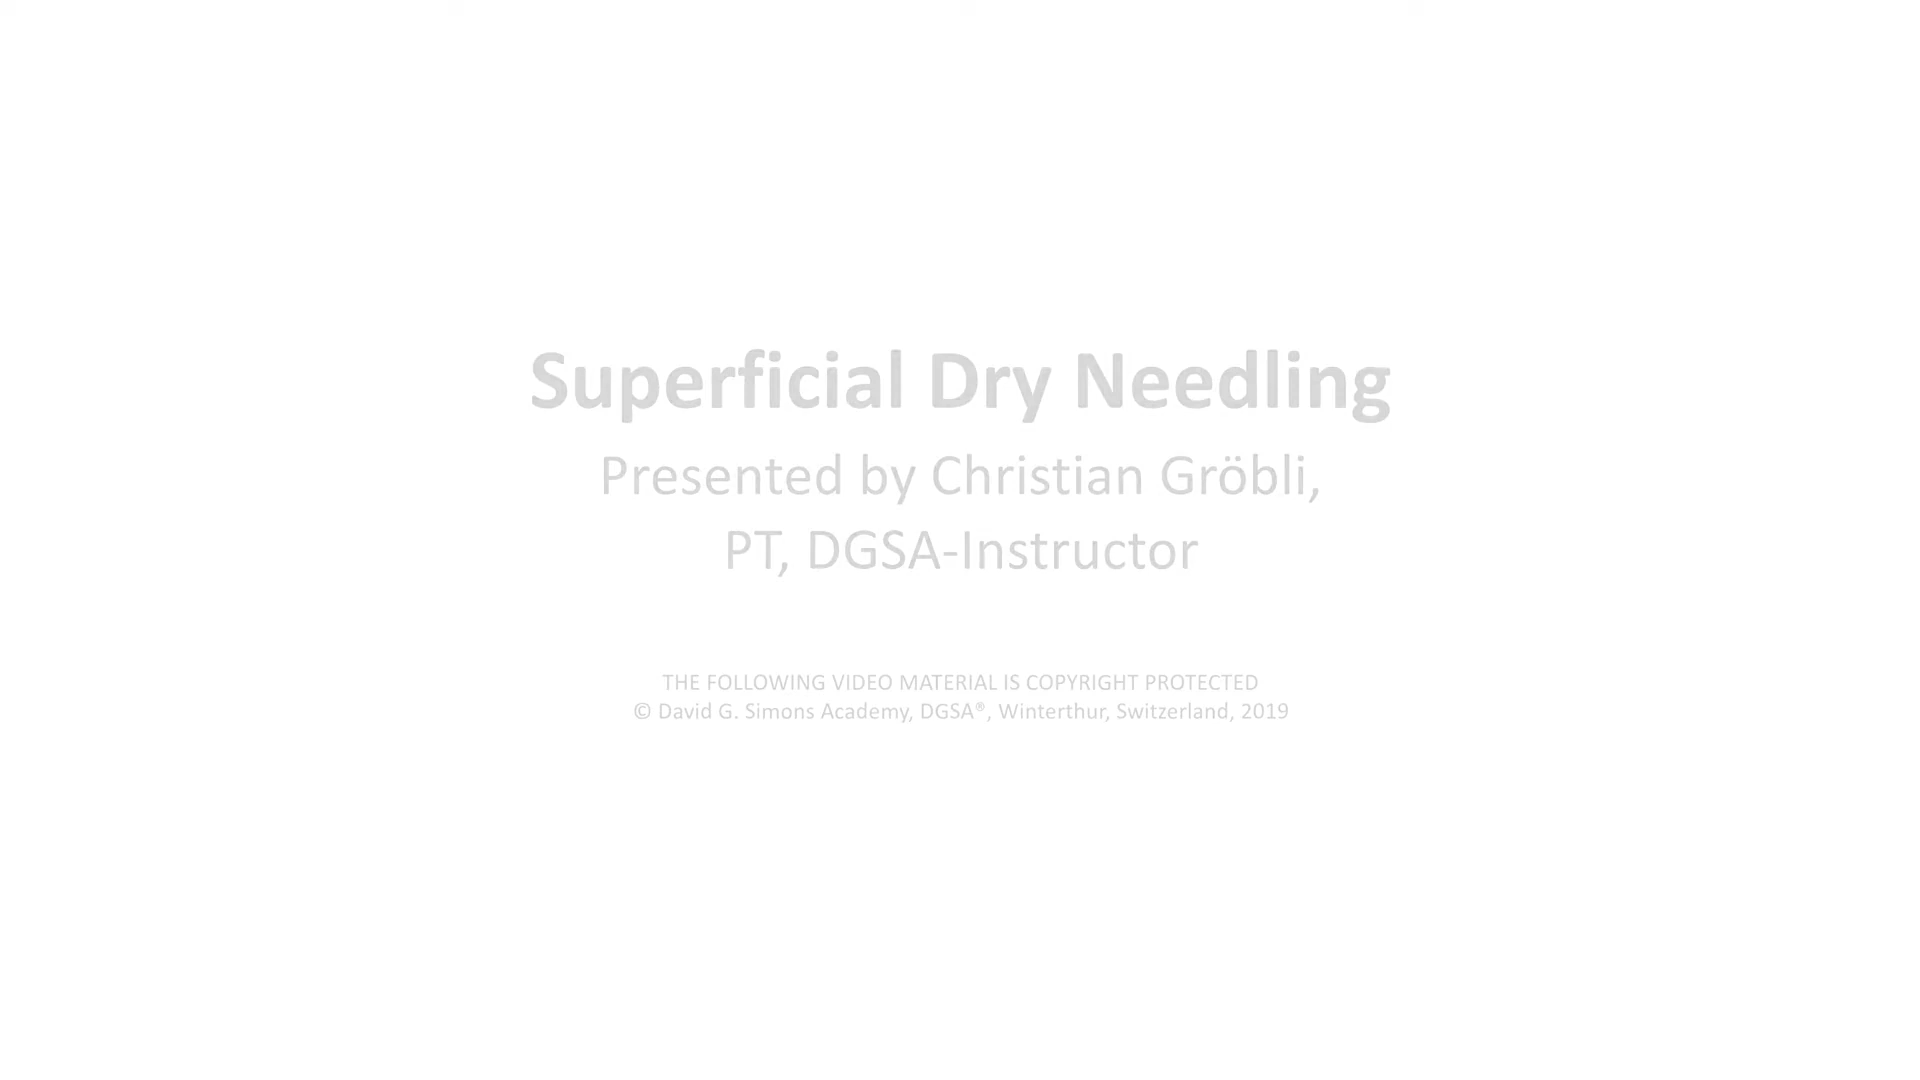 Superficial Dry Needling
Presented by Christian Gröbli,
PT, DGSA-Instructor
THE FOLLOWING VIDEO MATERIAL IS COPYRIGHT PROTECTED
© David G. Simons Academy, DGSA®, Winterthur, Switzerland, 2019